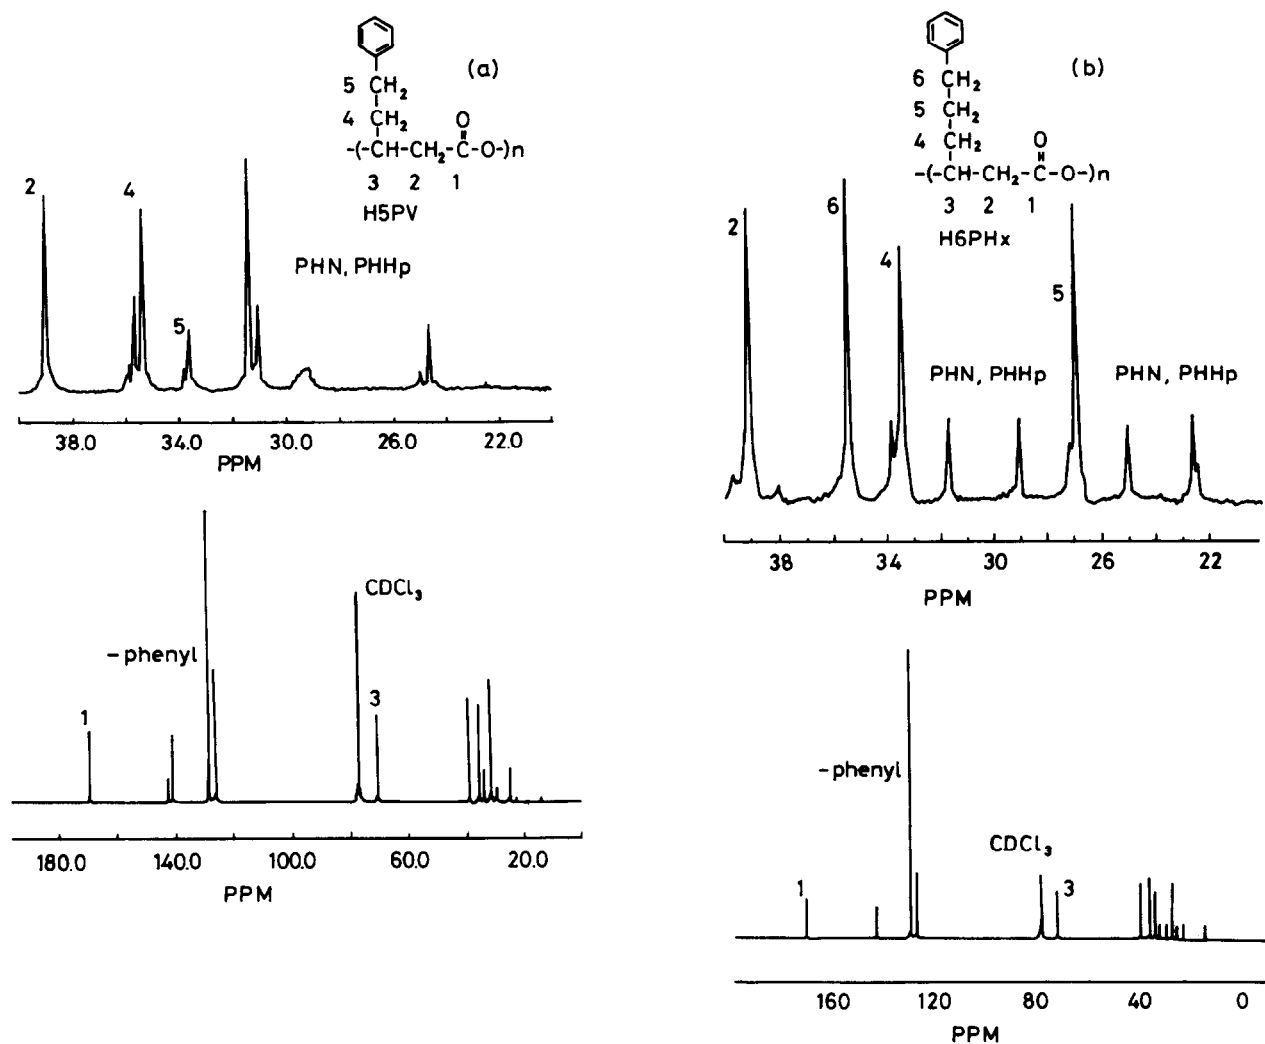 (a)
5 CH₂
4 CH₂
O
-(-CH-CH₂-C-O-)n
3 2 1
H5PV
2
4
5
PHN, PHHp
38.0 34.0 30.0 26.0 22.0
PPM
1
-phenyl
CDCl₃
3
180.0 140.0 100.0 60.0 20.0
PPM
(b)
6 CH₂
5 CH₂
4 CH₂
O
-(-CH-CH₂-C-O-)n
3 2 1
H6PHx
2
6
4
PHN, PHHp
5
PHN, PHHp
38 34 30 26 22
PPM
1
-phenyl
CDCl₃
3
160 120 80 40 0
PPM